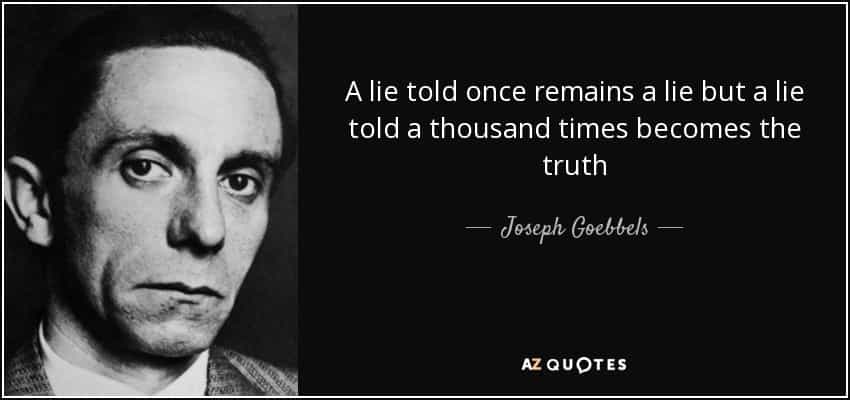 A lie told once remains a lie but a lie
told a thousand times becomes the
truth
Joseph Goebbels
AZ QUOTES